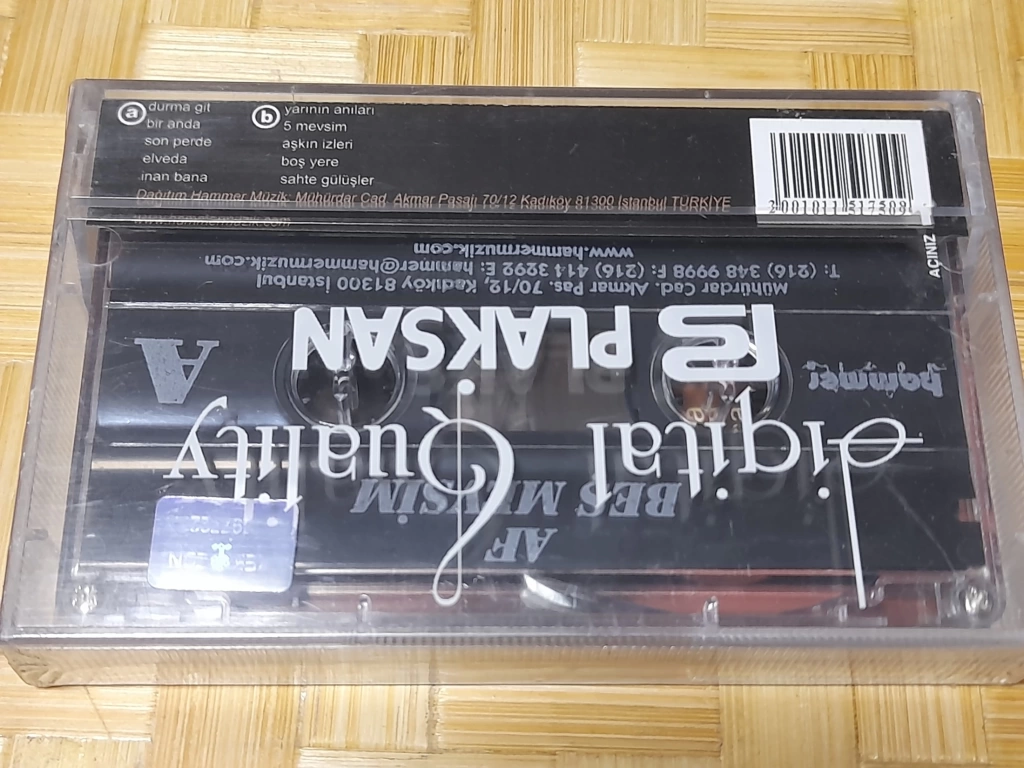 a
durma git
bir anda
son perde
elveda
inan bana
b
yarının anıları
5 mevsim
aşkın izleri
boş yere
sahte gülüşler
Dağıtım Hammer Müzik: Mühürdar Cad. Akmar Pasajı 70/12 Kadıköy 81300 İstanbul TÜRKİYE
www.hammermuzik.com
AÇINIZ
hammer
Mühürdar Cad. Akmar Pas. 70/12, Kadıköy 81300 İstanbul
T: (216) 348 9998 F: (216) 414 3292 E: hammer@hammermuzik.com
www.hammermuzik.com
A
PLAKSAN
digital Quality
AF
BEŞ MEVSİM